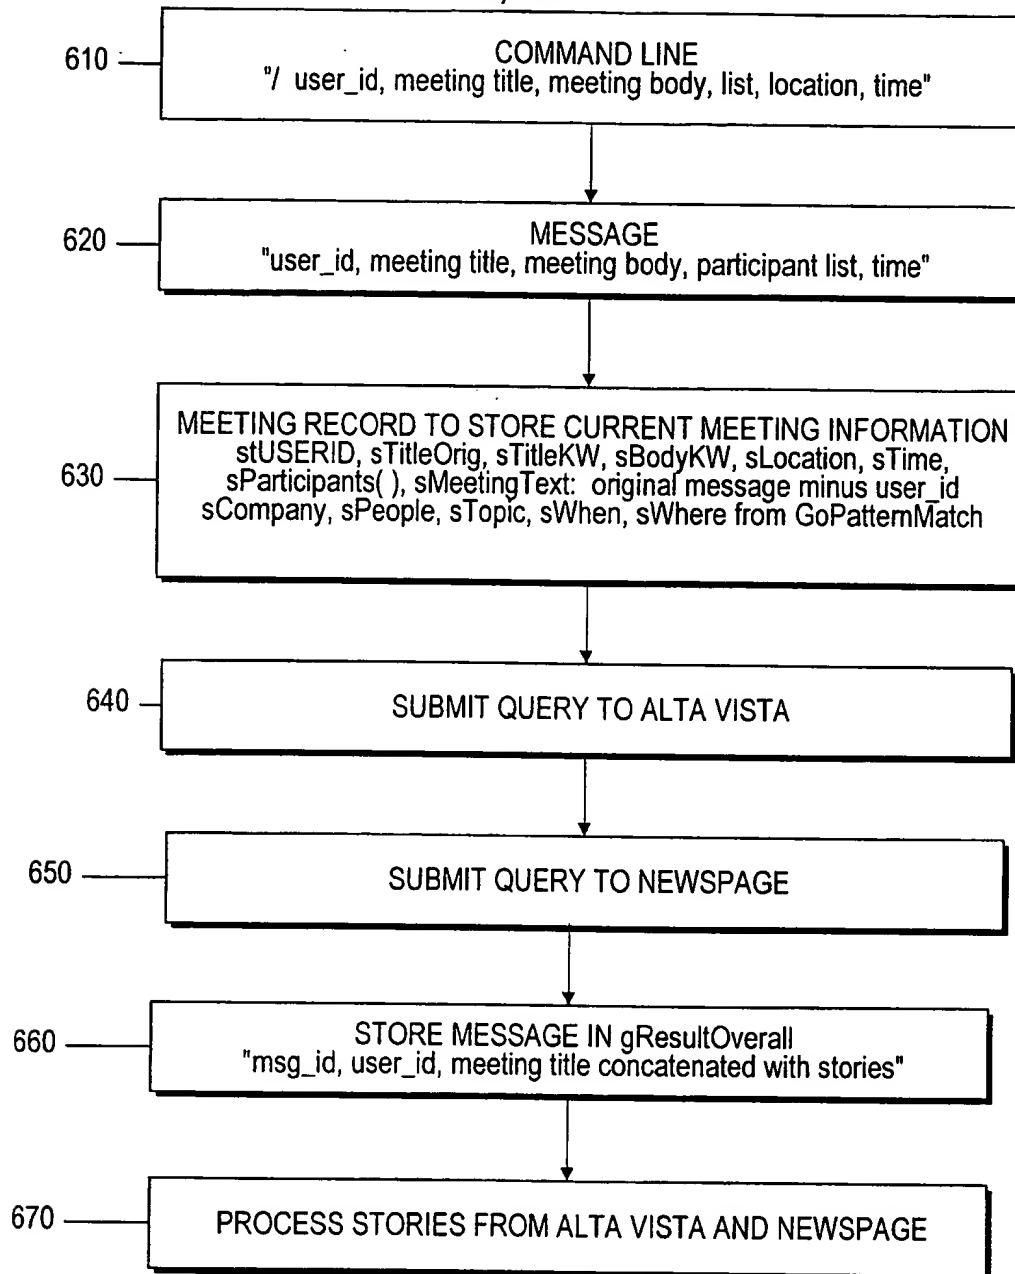 610
COMMAND LINE
"/ user_id, meeting title, meeting body, list, location, time"
620
MESSAGE
"user_id, meeting title, meeting body, participant list, time"
630
MEETING RECORD TO STORE CURRENT MEETING INFORMATION
stUSERID, sTitleOrig, sTitleKW, sBodyKW, sLocation, sTime,
sParticipants( ), sMeetingText: original message minus user_id
sCompany, sPeople, sTopic, sWhen, sWhere from GoPatternMatch
640
SUBMIT QUERY TO ALTA VISTA
650
SUBMIT QUERY TO NEWSPAGE
660
STORE MESSAGE IN gResultOverall
"msg_id, user_id, meeting title concatenated with stories"
670
PROCESS STORIES FROM ALTA VISTA AND NEWSPAGE